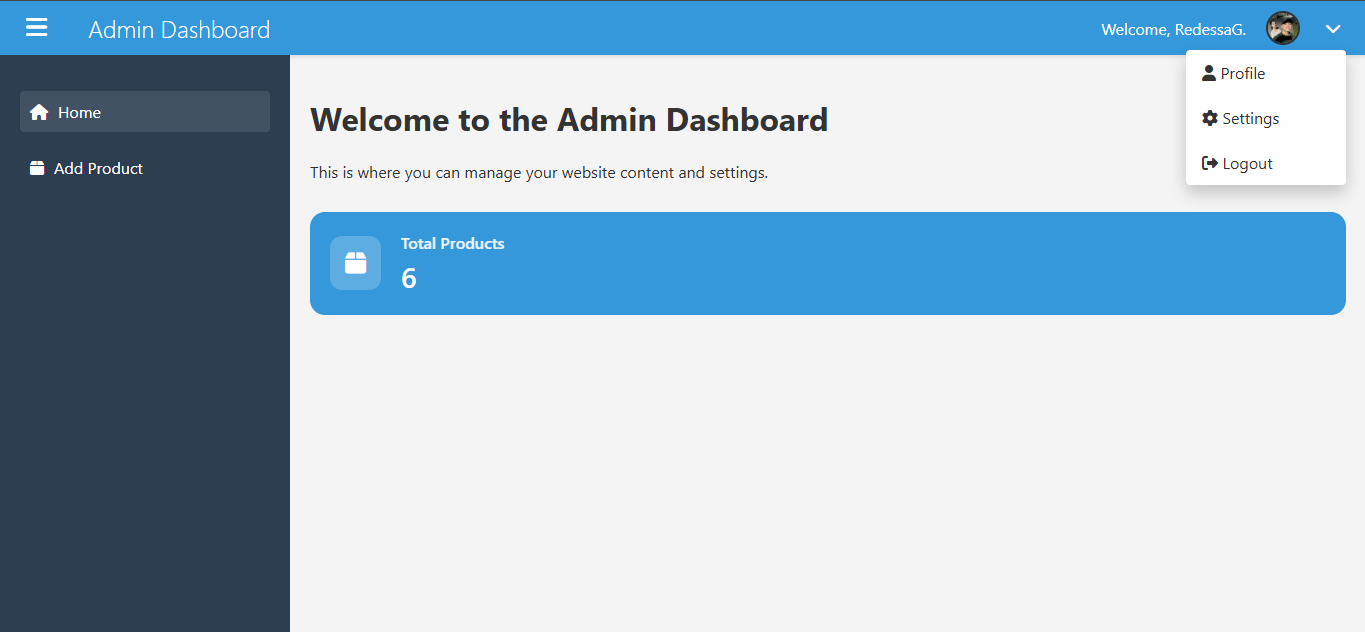 Admin Dashboard
Welcome, RedessaG.
Profile
Settings
Logout
Home
Add Product
Welcome to the Admin Dashboard
This is where you can manage your website content and settings.
Total Products
6